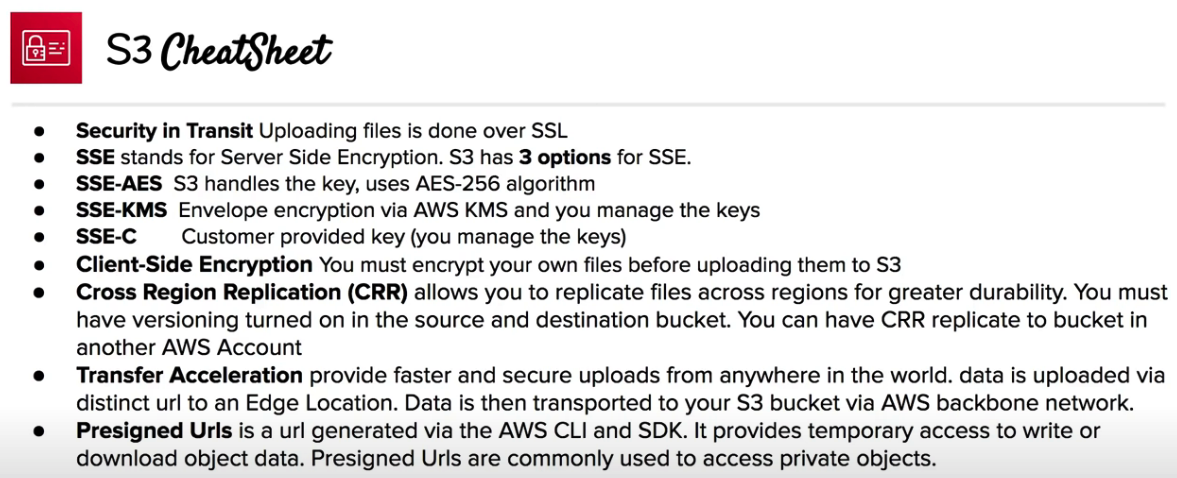 S3 CheatSheet
● Security in Transit Uploading files is done over SSL
● SSE stands for Server Side Encryption. S3 has 3 options for SSE.
● SSE-AES S3 handles the key, uses AES-256 algorithm
● SSE-KMS Envelope encryption via AWS KMS and you manage the keys
● SSE-C Customer provided key (you manage the keys)
● Client-Side Encryption You must encrypt your own files before uploading them to S3
● Cross Region Replication (CRR) allows you to replicate files across regions for greater durability. You must
have versioning turned on in the source and destination bucket. You can have CRR replicate to bucket in
another AWS Account
● Transfer Acceleration provide faster and secure uploads from anywhere in the world. data is uploaded via
distinct url to an Edge Location. Data is then transported to your S3 bucket via AWS backbone network.
● Presigned Urls is a url generated via the AWS CLI and SDK. It provides temporary access to write or
download object data. Presigned Urls are commonly used to access private objects.